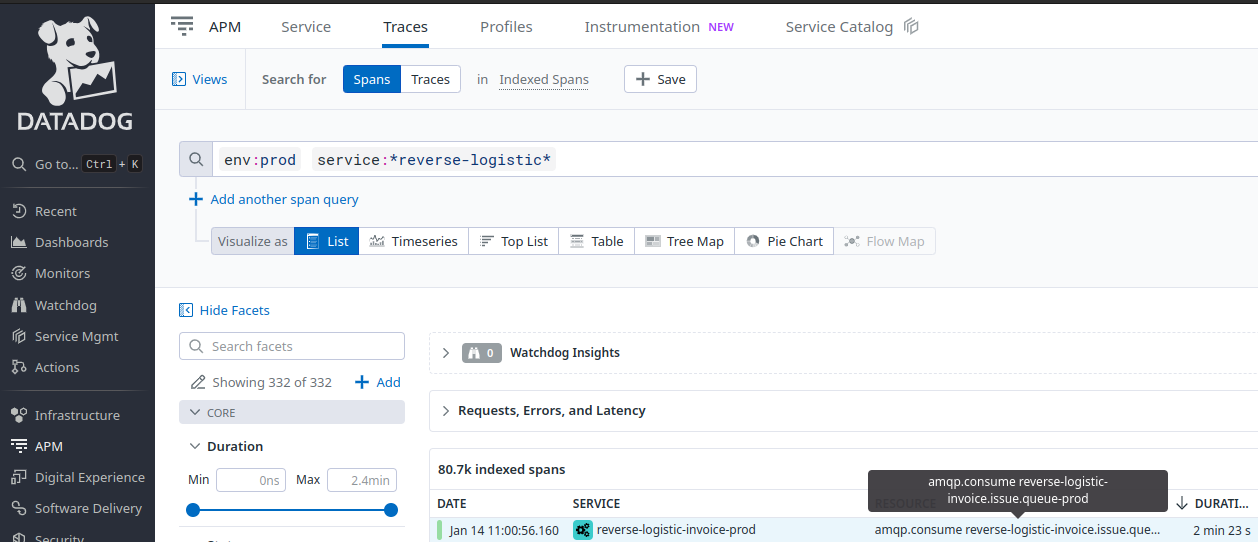 APM Service Traces Profiles Instrumentation NEW Service Catalog
DATADOG
Go to... Ctrl + K
Recent
Dashboards
Monitors
Watchdog
Service Mgmt
Actions
Infrastructure
APM
Digital Experience
Software Delivery
Security
Views Search for Spans Traces in Indexed Spans + Save
env:prod service:*reverse-logistic*
+ Add another span query
Visualize as List Timeseries Top List Table Tree Map Pie Chart Flow Map
Hide Facets
Search facets
Showing 332 of 332 + Add
CORE
Duration
Min 0ns Max 2.4min
0 Watchdog Insights
Requests, Errors, and Latency
80.7k indexed spans
amqp.consume reverse-logistic-
invoice.issue.queue-prod
DATE SERVICE RESOURCE DURATI...
Jan 14 11:00:56.160 reverse-logistic-invoice-prod amqp.consume reverse-logistic-invoice.issue.que... 2 min 23 s